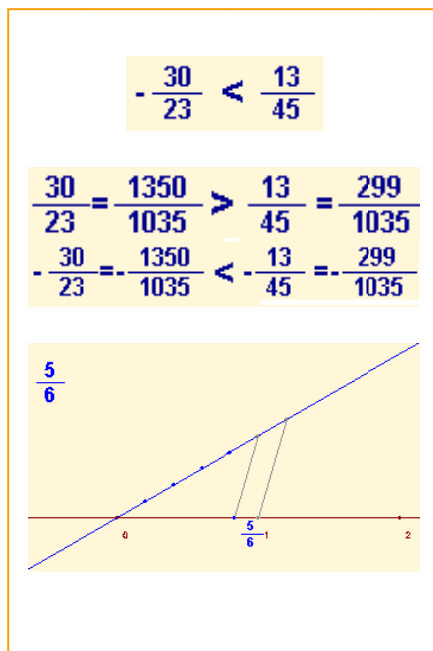 - 30/23 < 13/45
30/23 = 1350/1035 > 13/45 = 299/1035
- 30/23 =- 1350/1035 < - 13/45 =- 299/1035
5/6
0 5/6 1 2